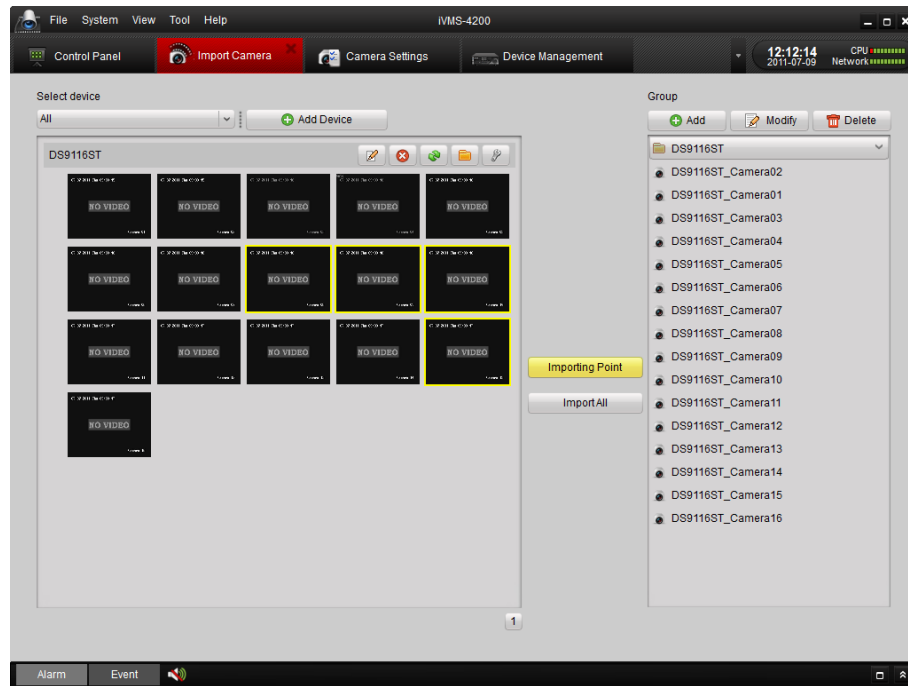 File System View Tool Help iVMS-4200
Control Panel Import Camera Camera Settings Device Management 12:12:14 2011-07-09 CPU Network
Select device
Group
All Add Device
Add Modify Delete
DS9116ST
DS9116ST
DS9116ST_Camera02
DS9116ST_Camera01
DS9116ST_Camera03
DS9116ST_Camera04
DS9116ST_Camera05
DS9116ST_Camera06
DS9116ST_Camera07
DS9116ST_Camera08
DS9116ST_Camera09
DS9116ST_Camera10
DS9116ST_Camera11
DS9116ST_Camera12
DS9116ST_Camera13
DS9116ST_Camera14
DS9116ST_Camera15
DS9116ST_Camera16
NO VIDEO NO VIDEO NO VIDEO NO VIDEO NO VIDEO
NO VIDEO NO VIDEO NO VIDEO NO VIDEO NO VIDEO
NO VIDEO NO VIDEO NO VIDEO NO VIDEO NO VIDEO
NO VIDEO
Importing Point
Import All
1
Alarm Event